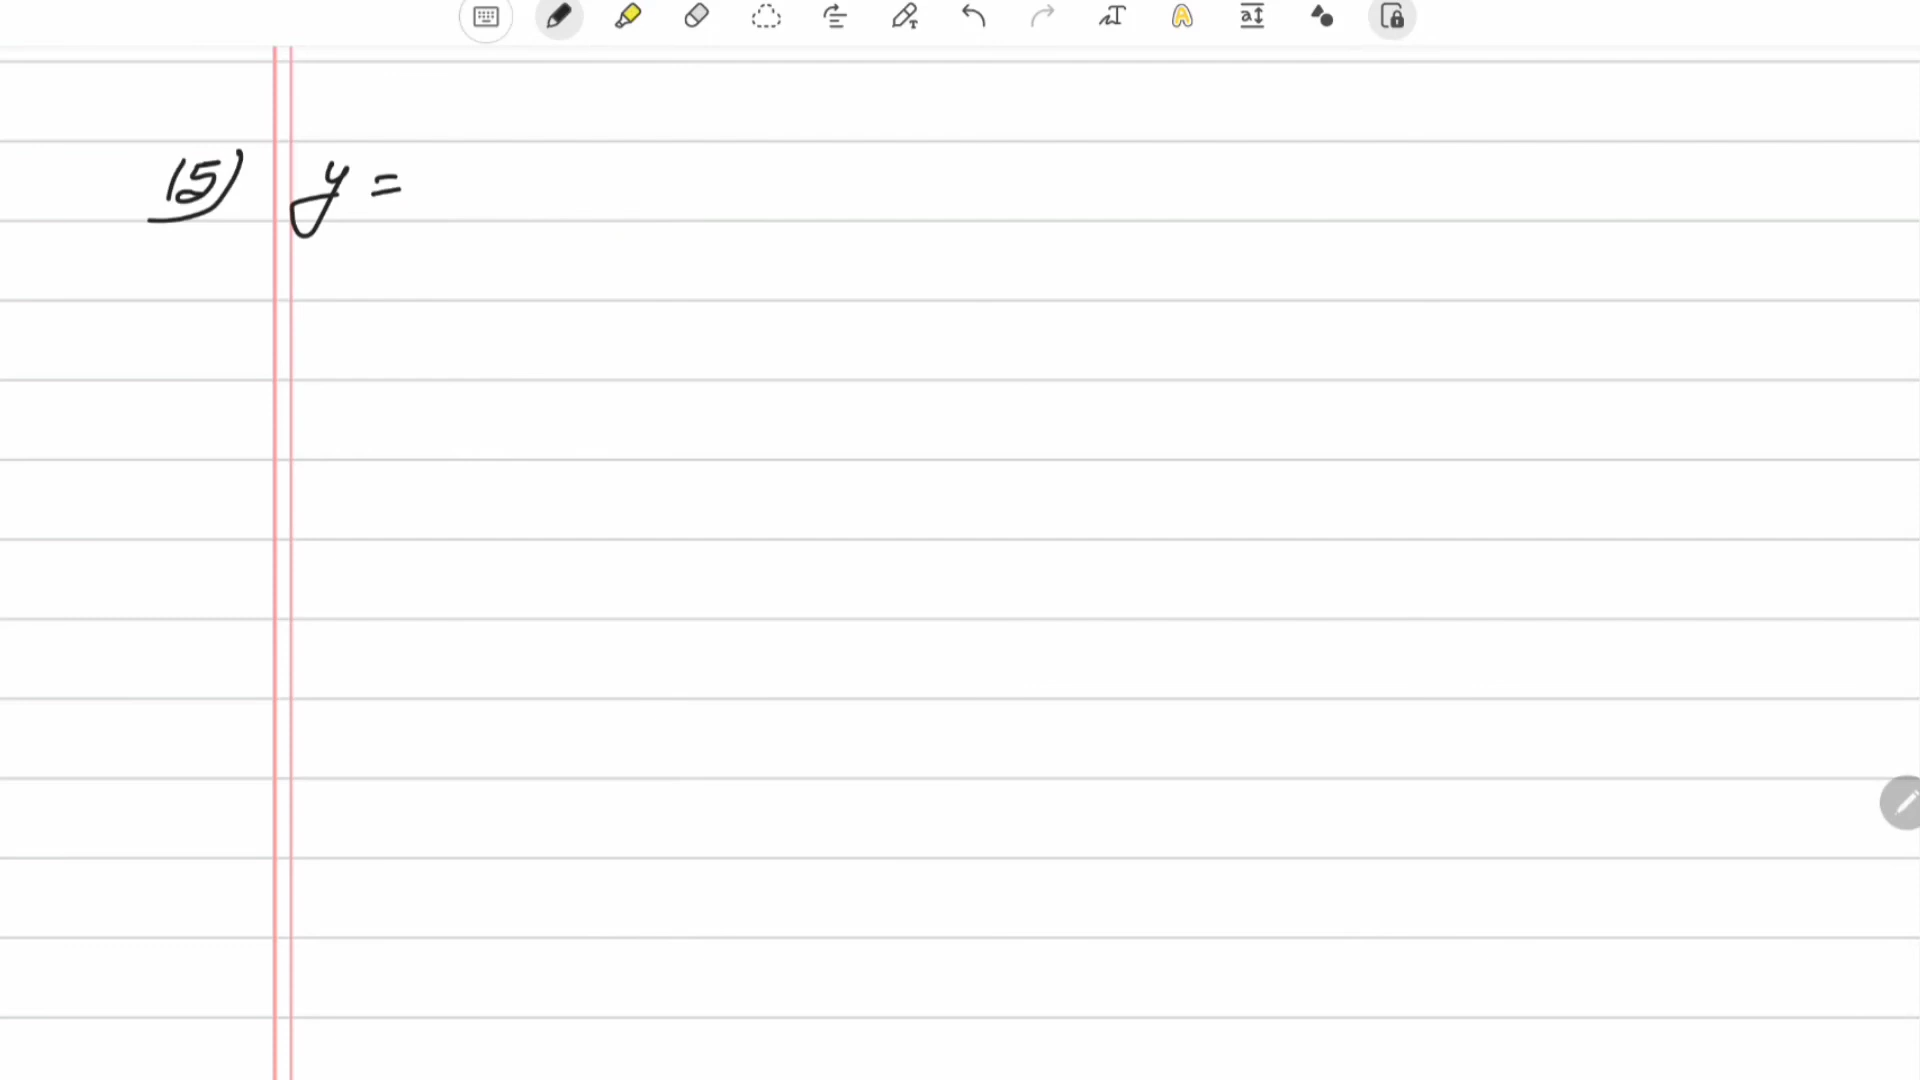 15) y =